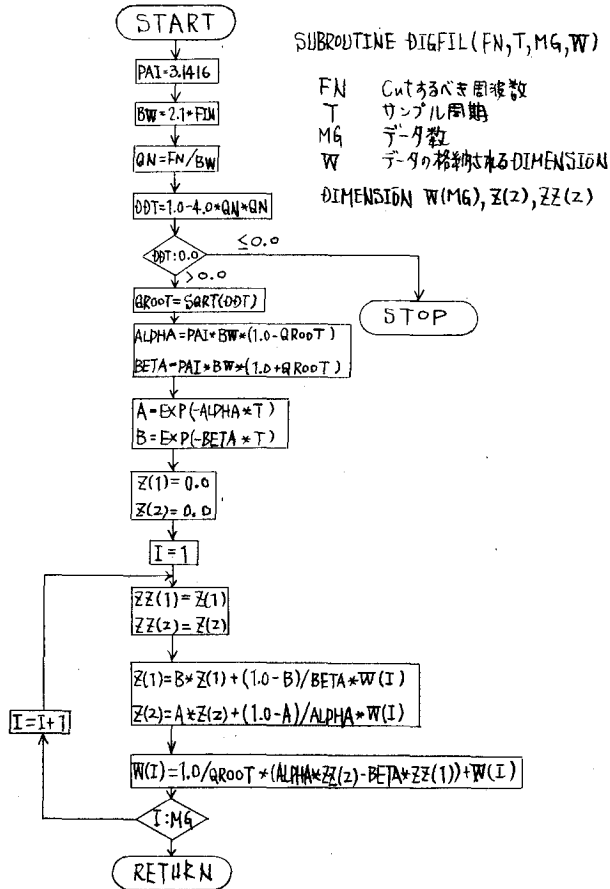 START
SUBROUTINE DIGFIL(FN,T,MG,W)
PAI=3.1416
FN Cutすべき周波数
BW=2.1*FIN
T サンプル周期
MG データ数
QN=FN/BW
W データの格納されるDIMENSION
DDT=1.0-4.0*QN*QN
DIMENSION W(MG),Z(2),ZZ(2)
DDT:0.0
≤0.0
>0.0
QROOT=SQRT(DDT)
STOP
ALPHA=PAI*BW*(1.0-QROOT)
BETA=PAI*BW*(1.0+QROOT)
A=EXP(-ALPHA*T)
B=EXP(-BETA*T)
Z(1)=0.0
Z(2)=0.0
I=1
ZZ(1)=Z(1)
ZZ(2)=Z(2)
Z(1)=B*Z(1)+(1.0-B)/BETA*W(I)
Z(2)=A*Z(2)+(1.0-A)/ALPHA*W(I)
I=I+1
W(I)=1.0/QROOT*(ALPHA*ZZ(2)-BETA*ZZ(1))+W(I)
I:MG
RETURN